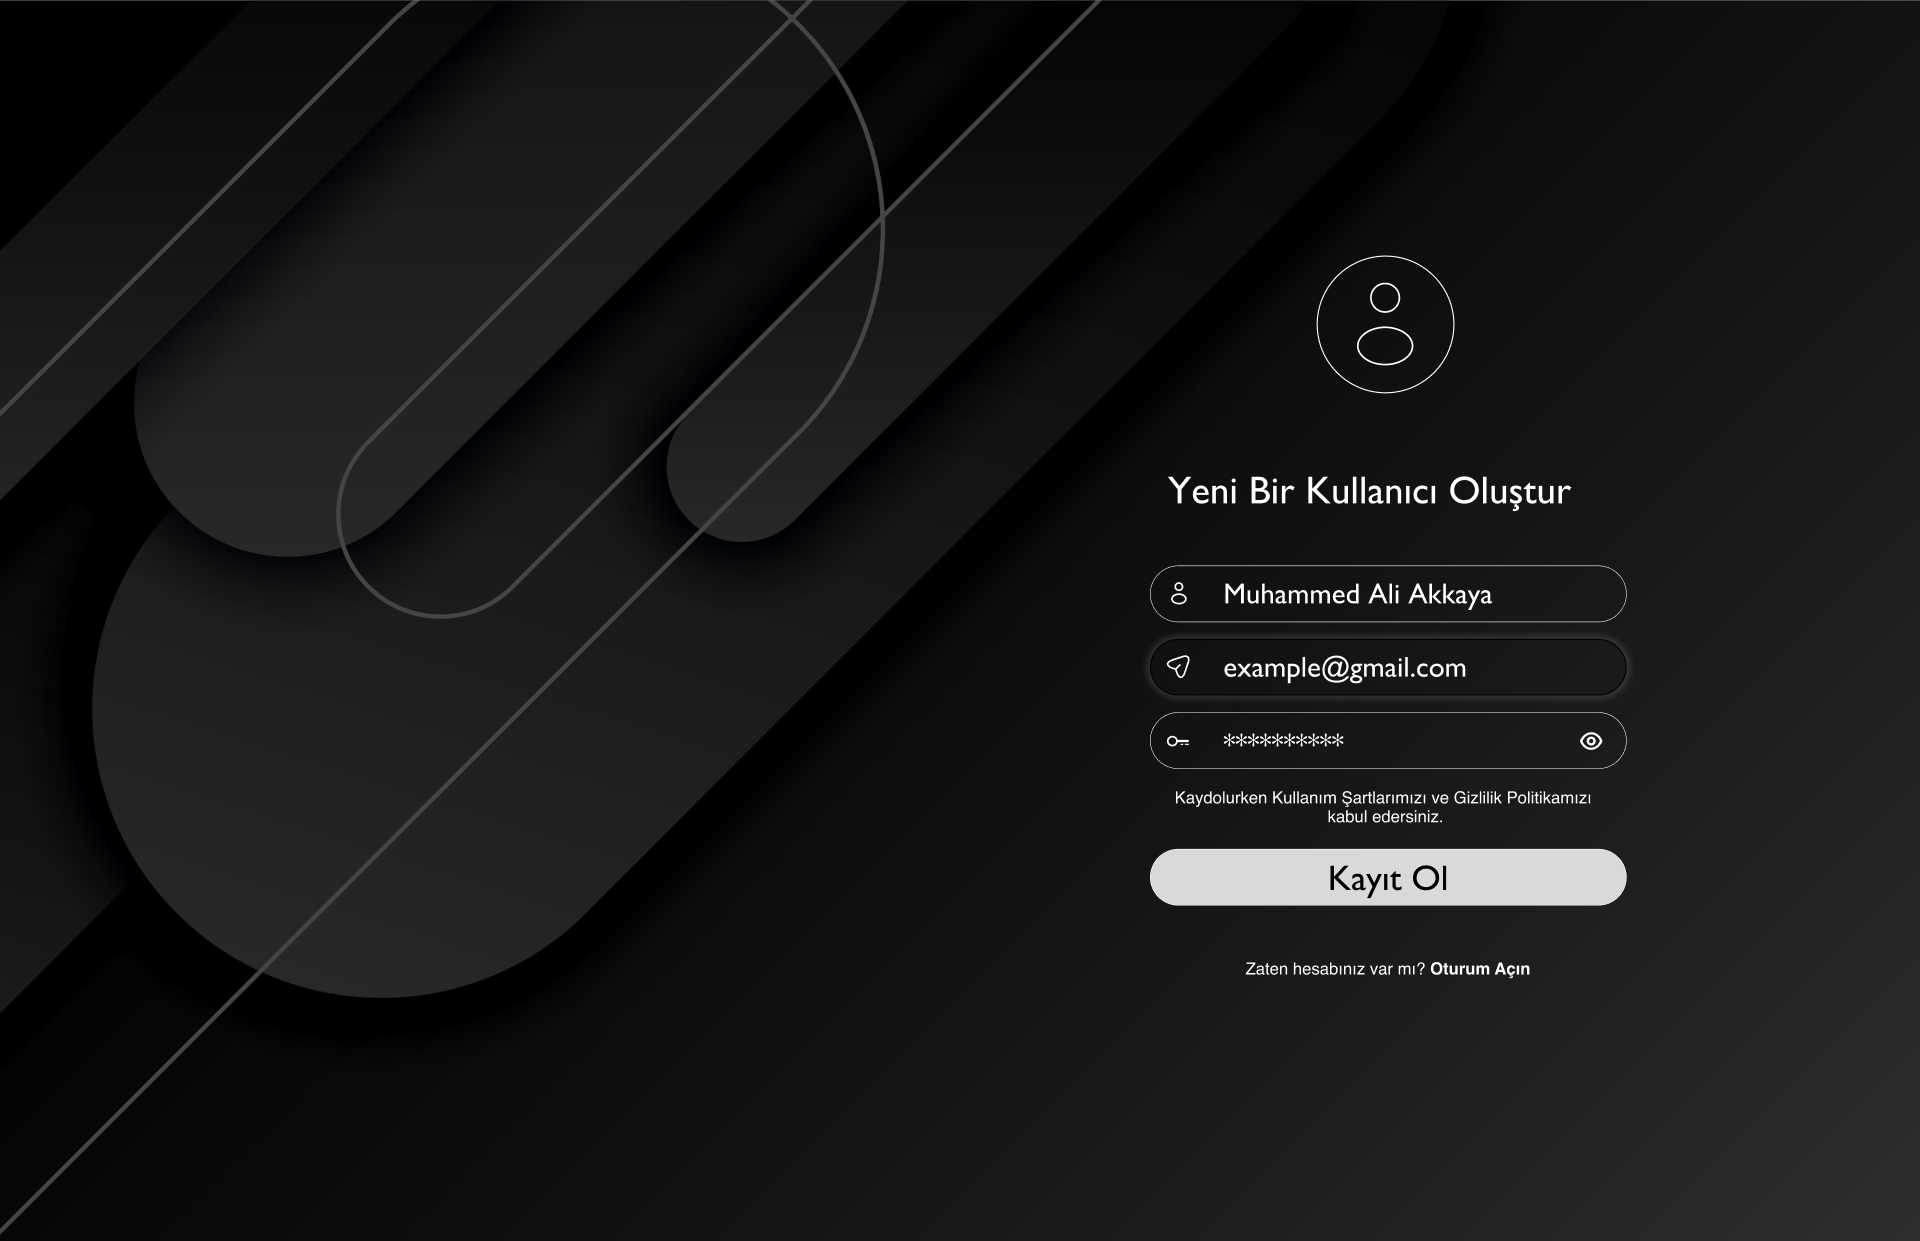 Yeni Bir Kullanıcı Oluştur
Muhammed Ali Akkaya
example@gmail.com
**********
Kaydolurken Kullanım Şartlarımızı ve Gizlilik Politikamızı
kabul edersiniz.
Kayıt Ol
Zaten hesabınız var mı? Oturum Açın